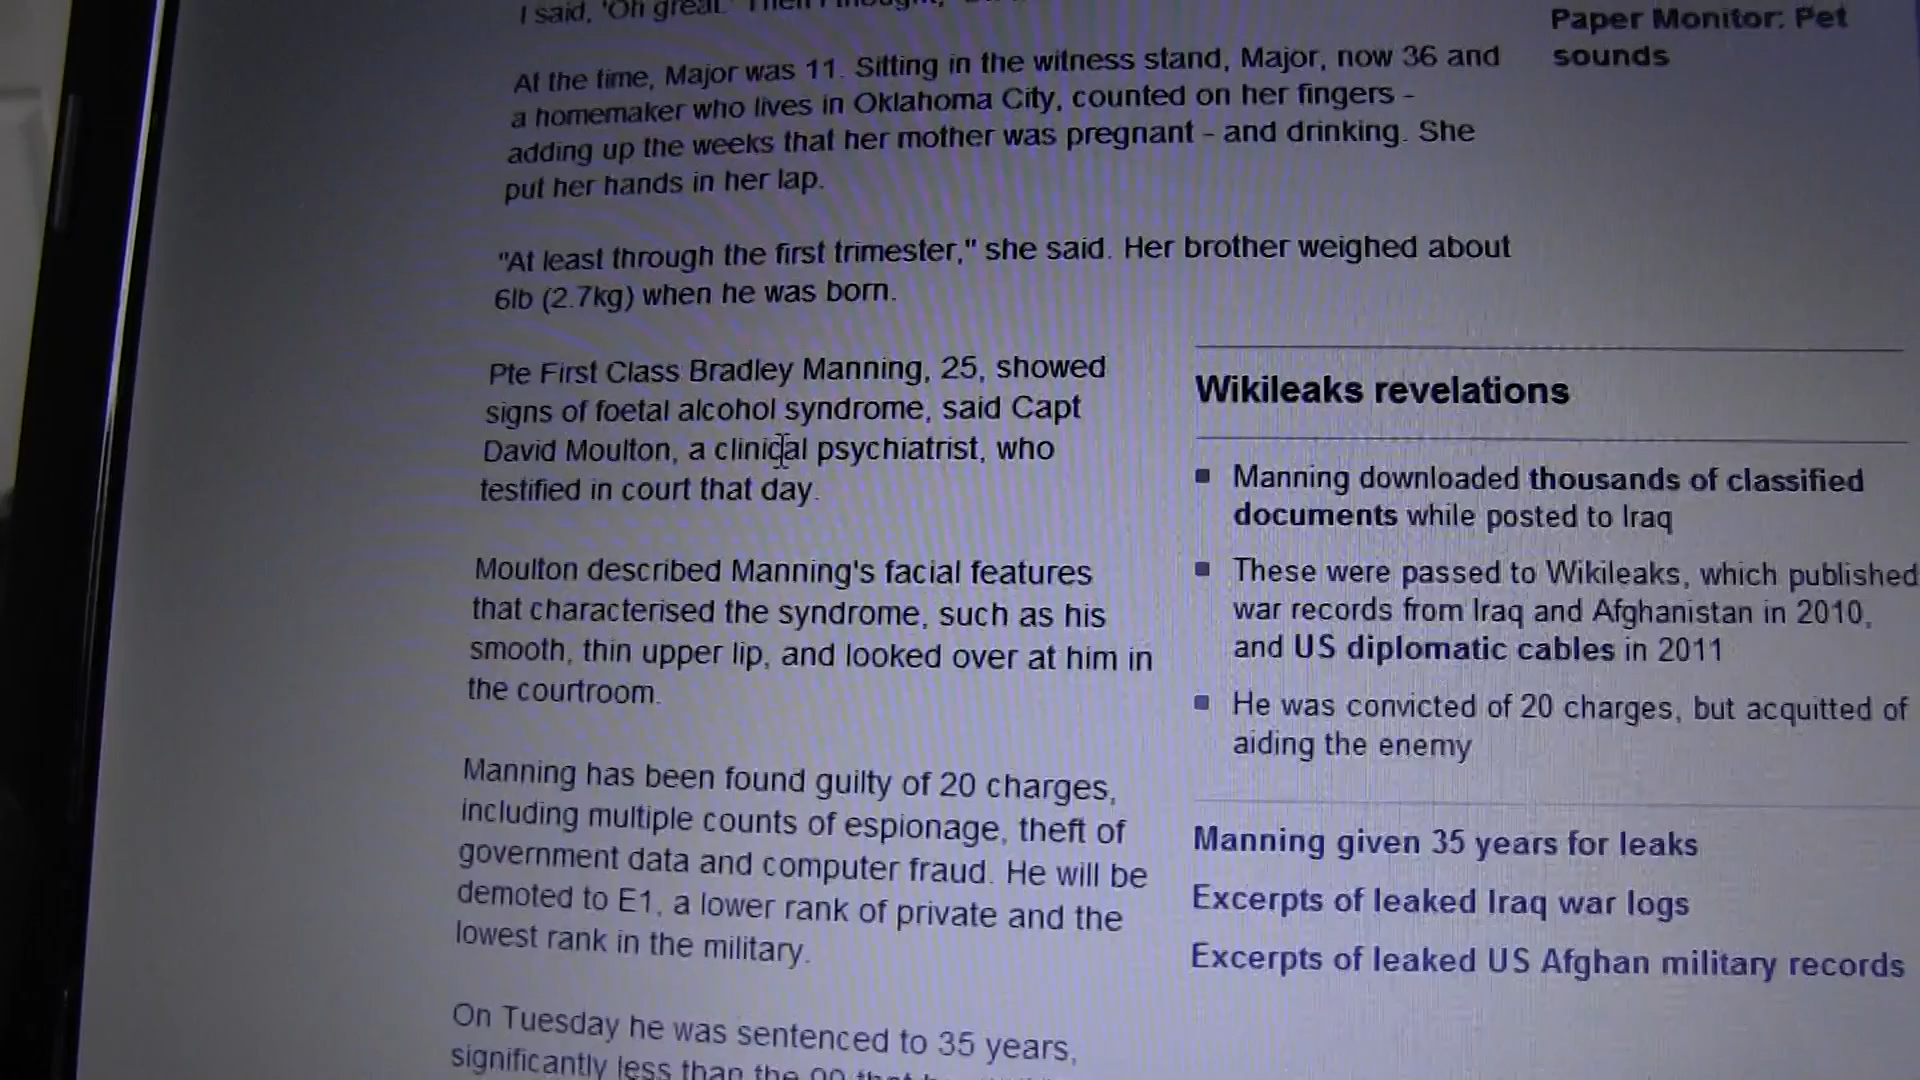 I said, 'Oh great.' Then I thought,
At the time, Major was 11. Sitting in the witness stand, Major, now 36 and
a homemaker who lives in Oklahoma City, counted on her fingers -
adding up the weeks that her mother was pregnant - and drinking. She
put her hands in her lap.
"At least through the first trimester," she said. Her brother weighed about
6lb (2.7kg) when he was born.
Pte First Class Bradley Manning, 25, showed
signs of foetal alcohol syndrome, said Capt
David Moulton, a clinical psychiatrist, who
testified in court that day.
Moulton described Manning's facial features
that characterised the syndrome, such as his
smooth, thin upper lip, and looked over at him in
the courtroom.
Manning has been found guilty of 20 charges,
including multiple counts of espionage, theft of
government data and computer fraud. He will be
demoted to E1, a lower rank of private and the
lowest rank in the military.
On Tuesday he was sentenced to 35 years,
significantly less than the 90 that
Paper Monitor: Pet
sounds
Wikileaks revelations
Manning downloaded thousands of classified
documents while posted to Iraq
These were passed to Wikileaks, which published
war records from Iraq and Afghanistan in 2010,
and US diplomatic cables in 2011
He was convicted of 20 charges, but acquitted of
aiding the enemy
Manning given 35 years for leaks
Excerpts of leaked Iraq war logs
Excerpts of leaked US Afghan military records